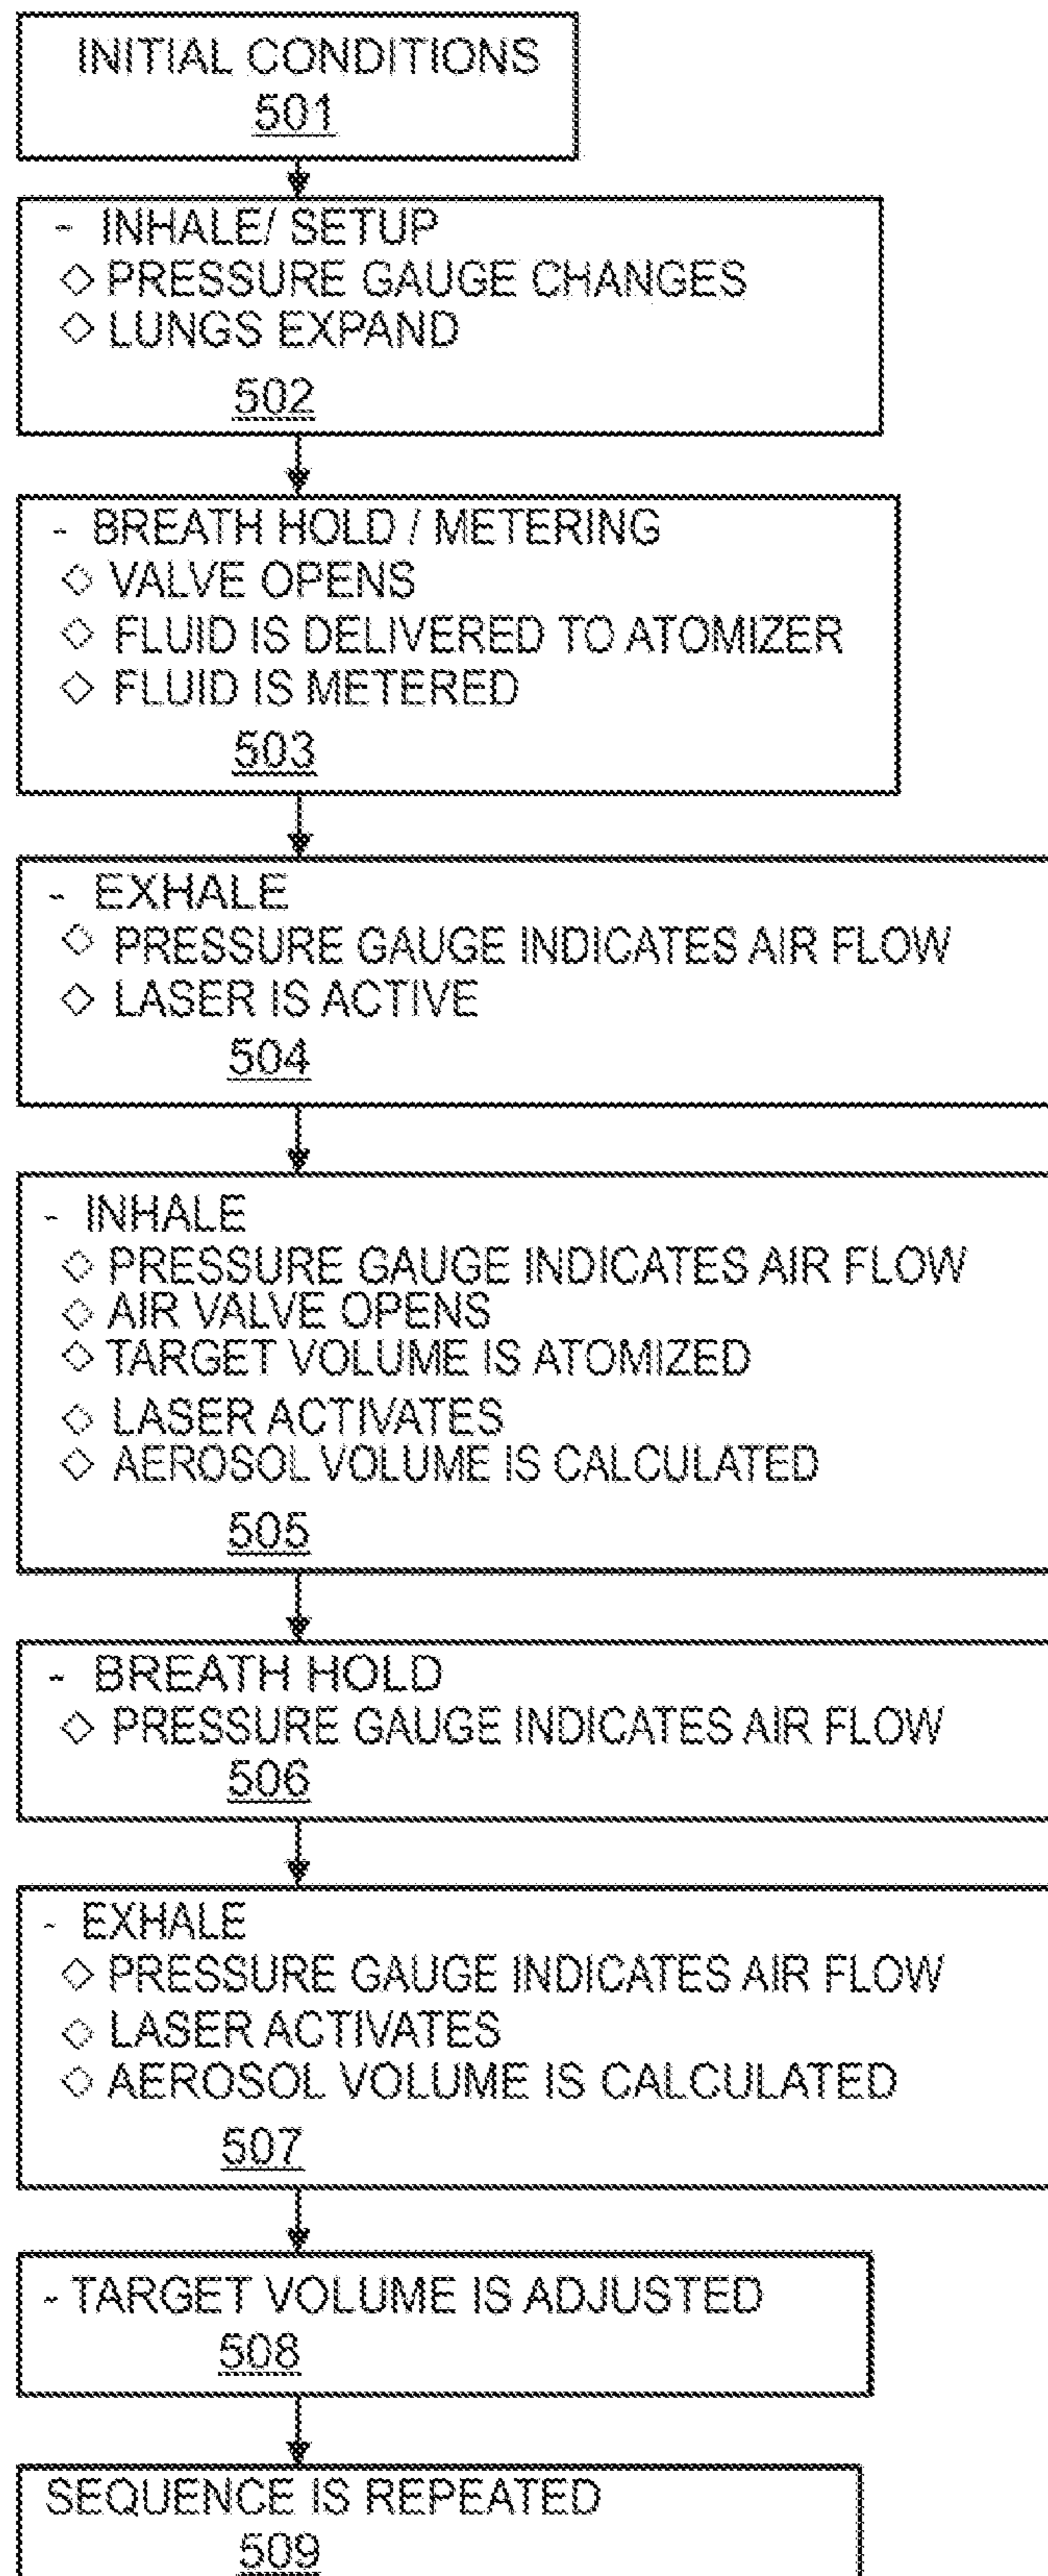 INITIAL CONDITIONS
501
- INHALE/ SETUP
◇ PRESSURE GAUGE CHANGES
◇ LUNGS EXPAND
502
- BREATH HOLD / METERING
◇ VALVE OPENS
◇ FLUID IS DELIVERED TO ATOMIZER
◇ FLUID IS METERED
503
- EXHALE
◇ PRESSURE GAUGE INDICATES AIR FLOW
◇ LASER IS ACTIVE
504
- INHALE
◇ PRESSURE GAUGE INDICATES AIR FLOW
◇ AIR VALVE OPENS
◇ TARGET VOLUME IS ATOMIZED
◇ LASER ACTIVATES
◇ AEROSOL VOLUME IS CALCULATED
505
- BREATH HOLD
◇ PRESSURE GAUGE INDICATES AIR FLOW
506
- EXHALE
◇ PRESSURE GAUGE INDICATES AIR FLOW
◇ LASER ACTIVATES
◇ AEROSOL VOLUME IS CALCULATED
507
- TARGET VOLUME IS ADJUSTED
508
SEQUENCE IS REPEATED
509